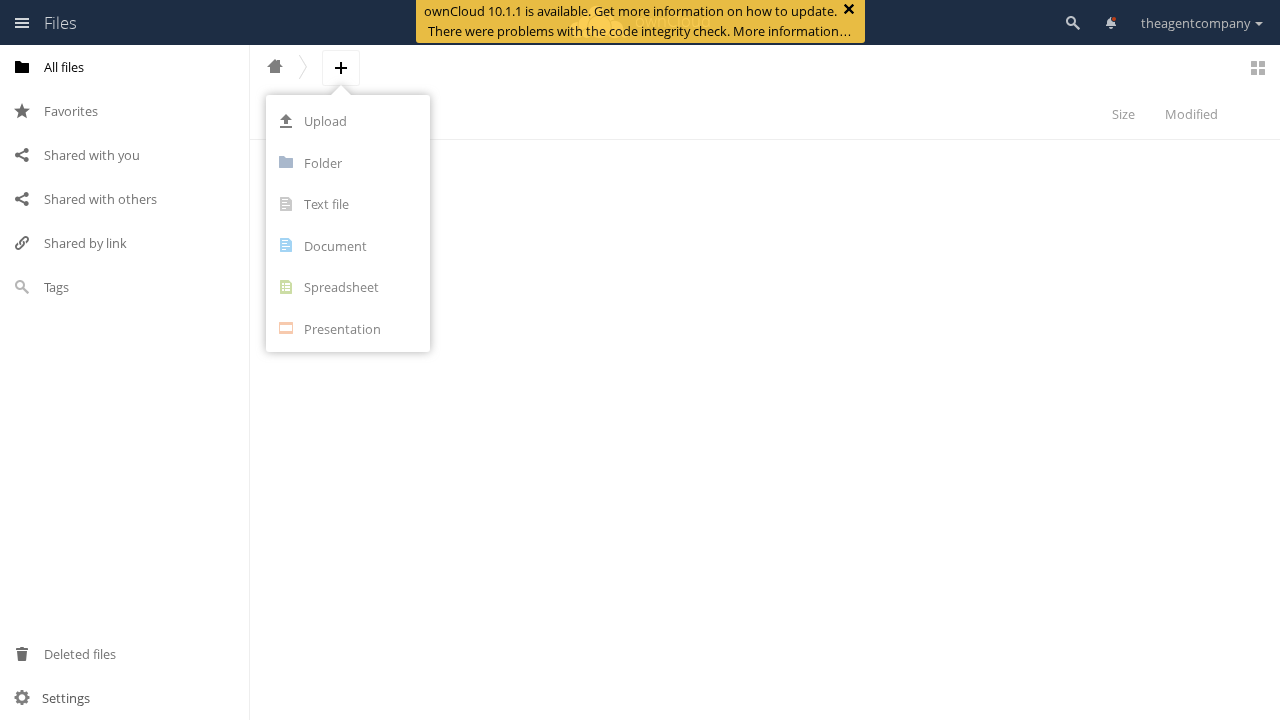 Files
ownCloud 10.1.1 is available. Get more information on how to update.
There were problems with the code integrity check. More information…
theagentcompany
All files
Favorites
Shared with you
Shared with others
Shared by link
Tags
Deleted files
Settings
Upload
Folder
Text file
Document
Spreadsheet
Presentation
Size
Modified